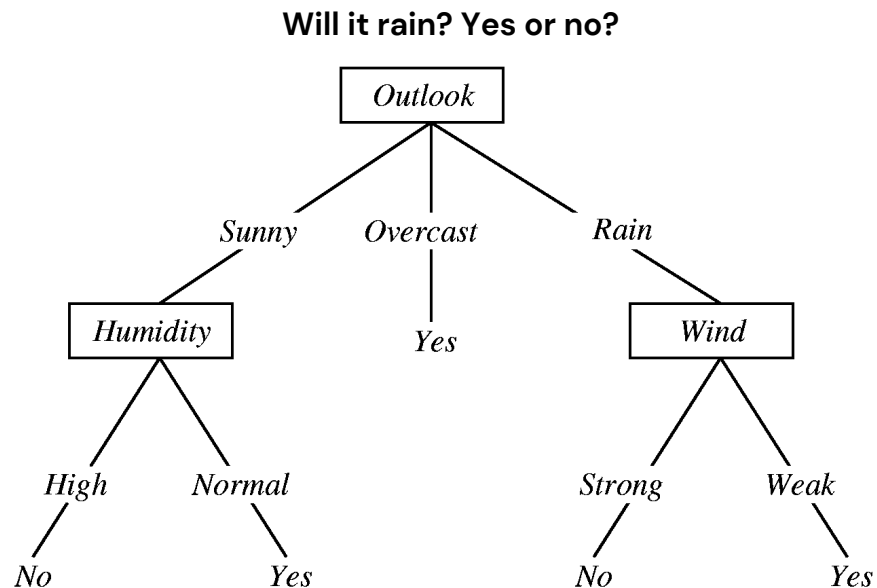 Will it rain? Yes or no?
Outlook
Sunny Overcast Rain
Humidity Yes Wind
High Normal Strong Weak
No Yes No Yes